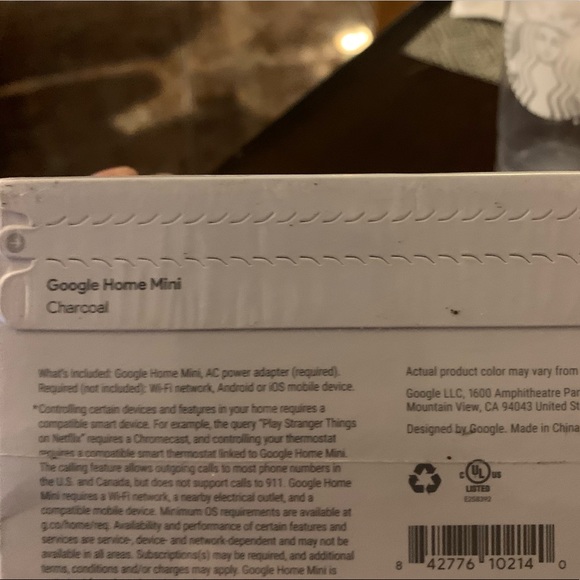 Google Home Mini
Charcoal
What's Included: Google Home Mini, AC power adapter (required).
Required (not included): Wi-Fi network, Android or iOS mobile device.
*Controlling certain devices and features in your home requires a
compatible smart device. For example, the query "Play Stranger Things
on Netflix" requires a Chromecast, and controlling your thermostat
requires a compatible smart thermostat linked to Google Home Mini.
The calling feature allows outgoing calls to most phone numbers in
the U.S. and Canada, but does not support calls to 911. Google Home
Mini requires a Wi-Fi network, a nearby electrical outlet, and a
compatible mobile device. Minimum OS requirements are available at
g.co/home/req. Availability and performance of certain features and
services are service-, device- and network-dependent and may not be
available in all areas. Subscriptions(s) may be required, and additional
terms, conditions and/or charges may apply. Google Home Mini is
Actual product color may vary from
Google LLC, 1600 Amphitheatre Par
Mountain View, CA 94043 United St
Designed by Google. Made in China
C UL US
LISTED
E258392
8 42776 10214 0